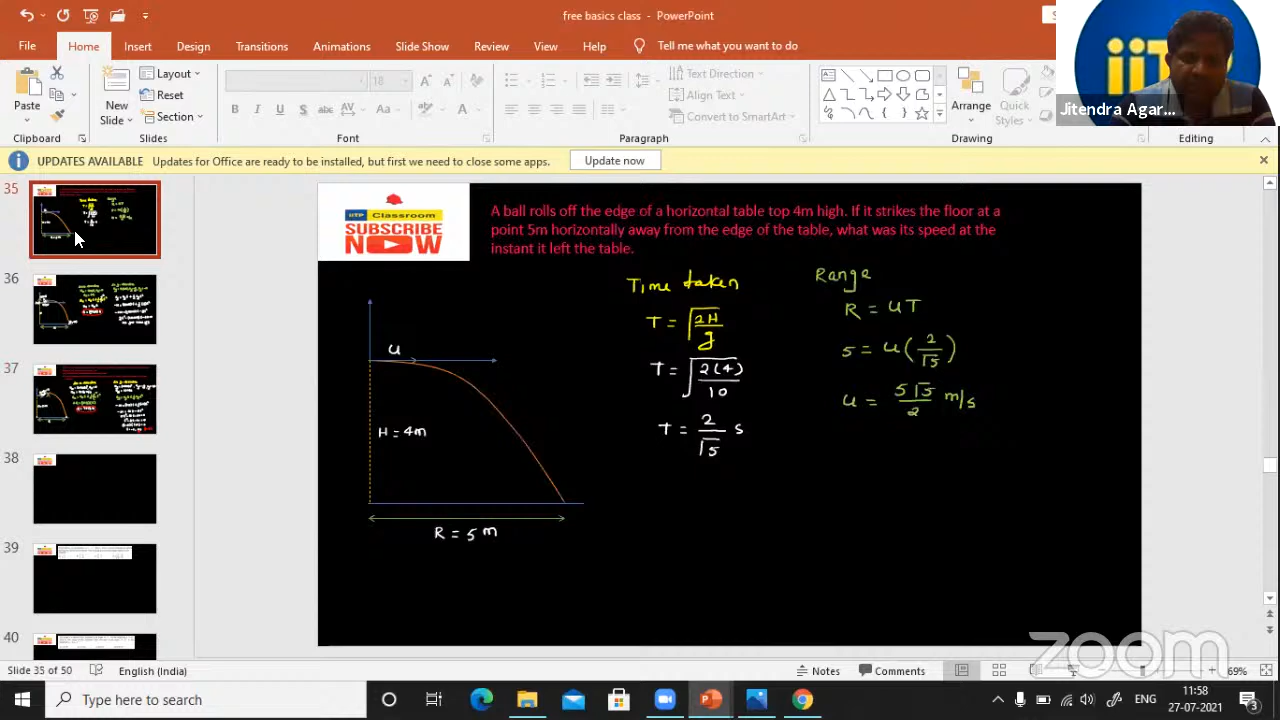 free basics class - PowerPoint
File Home Insert Design Transitions Animations Slide Show Review View Help Tell me what you want to do
Paste
New
Slide
Layout
Reset
Section
18
B I U S abc AV Aa A
Text Direction
Align Text
Convert to SmartArt
Arrange
Quick
Styles
Clipboard Slides Font Paragraph Drawing Editing
iiTP
Jitendra Agar...
UPDATES AVAILABLE Updates for Office are ready to be installed, but first we need to close some apps. Update now
35
36
37
38
39
40
IITP Classroom
SUBSCRIBE
NOW
A ball rolls off the edge of a horizontal table top 4m high. If it strikes the floor at a
point 5m horizontally away from the edge of the table, what was its speed at the
instant it left the table.
u
H = 4m
R = 5 m
Time taken
T = √(2H/g)
T = √(2(4)/10)
T = 2/√5 s
Range
R = uT
5 = u(2/√5)
u = 5√5/2 m/s
zoom
Slide 35 of 50 English (India) Notes Comments 69%
Type here to search
ENG
11:58
27-07-2021
3